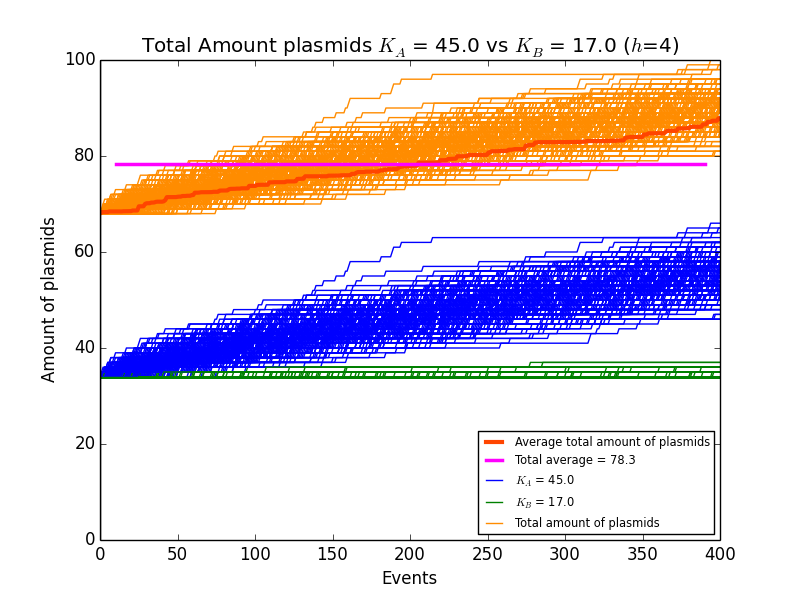 Total Amount plasmids K_A = 45.0 vs K_B = 17.0 (h=4)
100
80
60
40
20
0
Amount of plasmids
0 50 100 150 200 250 300 350 400
Events
Average total amount of plasmids
Total average = 78.3
K_A = 45.0
K_B = 17.0
Total amount of plasmids